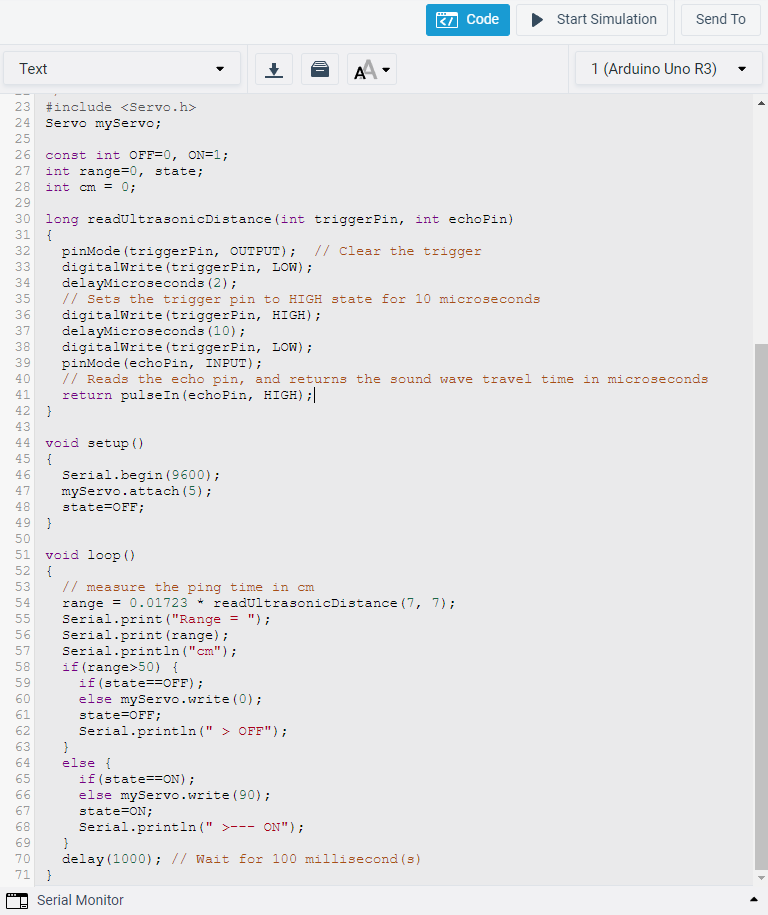 Code
Start Simulation
Send To
Text
AA
1 (Arduino Uno R3)
23 #include <Servo.h>
24 Servo myServo;
25
26 const int OFF=0, ON=1;
27 int range=0, state;
28 int cm = 0;
29
30 long readUltrasonicDistance(int triggerPin, int echoPin)
31 {
32   pinMode(triggerPin, OUTPUT);  // Clear the trigger
33   digitalWrite(triggerPin, LOW);
34   delayMicroseconds(2);
35   // Sets the trigger pin to HIGH state for 10 microseconds
36   digitalWrite(triggerPin, HIGH);
37   delayMicroseconds(10);
38   digitalWrite(triggerPin, LOW);
39   pinMode(echoPin, INPUT);
40   // Reads the echo pin, and returns the sound wave travel time in microseconds
41   return pulseIn(echoPin, HIGH);
42 }
43
44 void setup()
45 {
46   Serial.begin(9600);
47   myServo.attach(5);
48   state=OFF;
49 }
50
51 void loop()
52 {
53   // measure the ping time in cm
54   range = 0.01723 * readUltrasonicDistance(7, 7);
55   Serial.print("Range = ");
56   Serial.print(range);
57   Serial.println("cm");
58   if(range>50) {
59     if(state==OFF);
60     else myServo.write(0);
61     state=OFF;
62     Serial.println(" > OFF");
63   }
64   else {
65     if(state==ON);
66     else myServo.write(90);
67     state=ON;
68     Serial.println(" >--- ON");
69   }
70   delay(1000); // Wait for 100 millisecond(s)
71 }
Serial Monitor